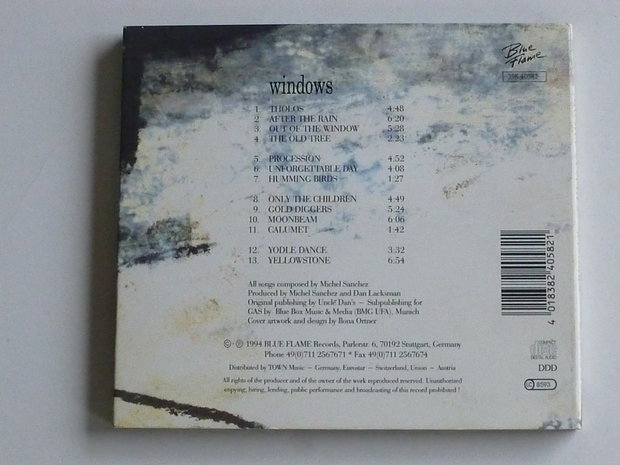 Blue
Flame
398 40582
windows
1. THOLOS 4:48
2. AFTER THE RAIN 6:20
3. OUT OF THE WINDOW 5:28
4. THE OLD TREE 2:23
5. PROCESSION 4:52
6. UNFORGETTABLE DAY 4:08
7. HUMMING BIRDS 1:27
8. ONLY THE CHILDREN 4:49
9. GOLD DIGGERS 5:24
10. MOONBEAM 6:06
11. CALUMET 1:42
12. YODLE DANCE 3:32
13. YELLOWSTONE 6:54
All songs composed by Michel Sanchez
Produced by Michel Sanchez and Dan Lacksman
Original publishing by Uncle Dan's – Subpublishing for
GAS by Blue Box Music & Media (BMG UFA), Munich
Cover artwork and design by Ilona Ortner
© + ℗ 1994 BLUE FLAME Records, Parlerstr. 6, 70192 Stuttgart, Germany
Phone 49(0)711 2567671 * Fax 49(0)711 2567674
Distributed by TOWN Music – Germany, Eurostar – Switzerland, Union – Austria
All rights of the producer and of the owner of the work reproduced reserved. Unauthorized
copying, hiring, lending, public performance and broadcasting of this record prohibited !
4 018382 405821
COMPACT
disc
DIGITAL AUDIO
DDD
LC 8593